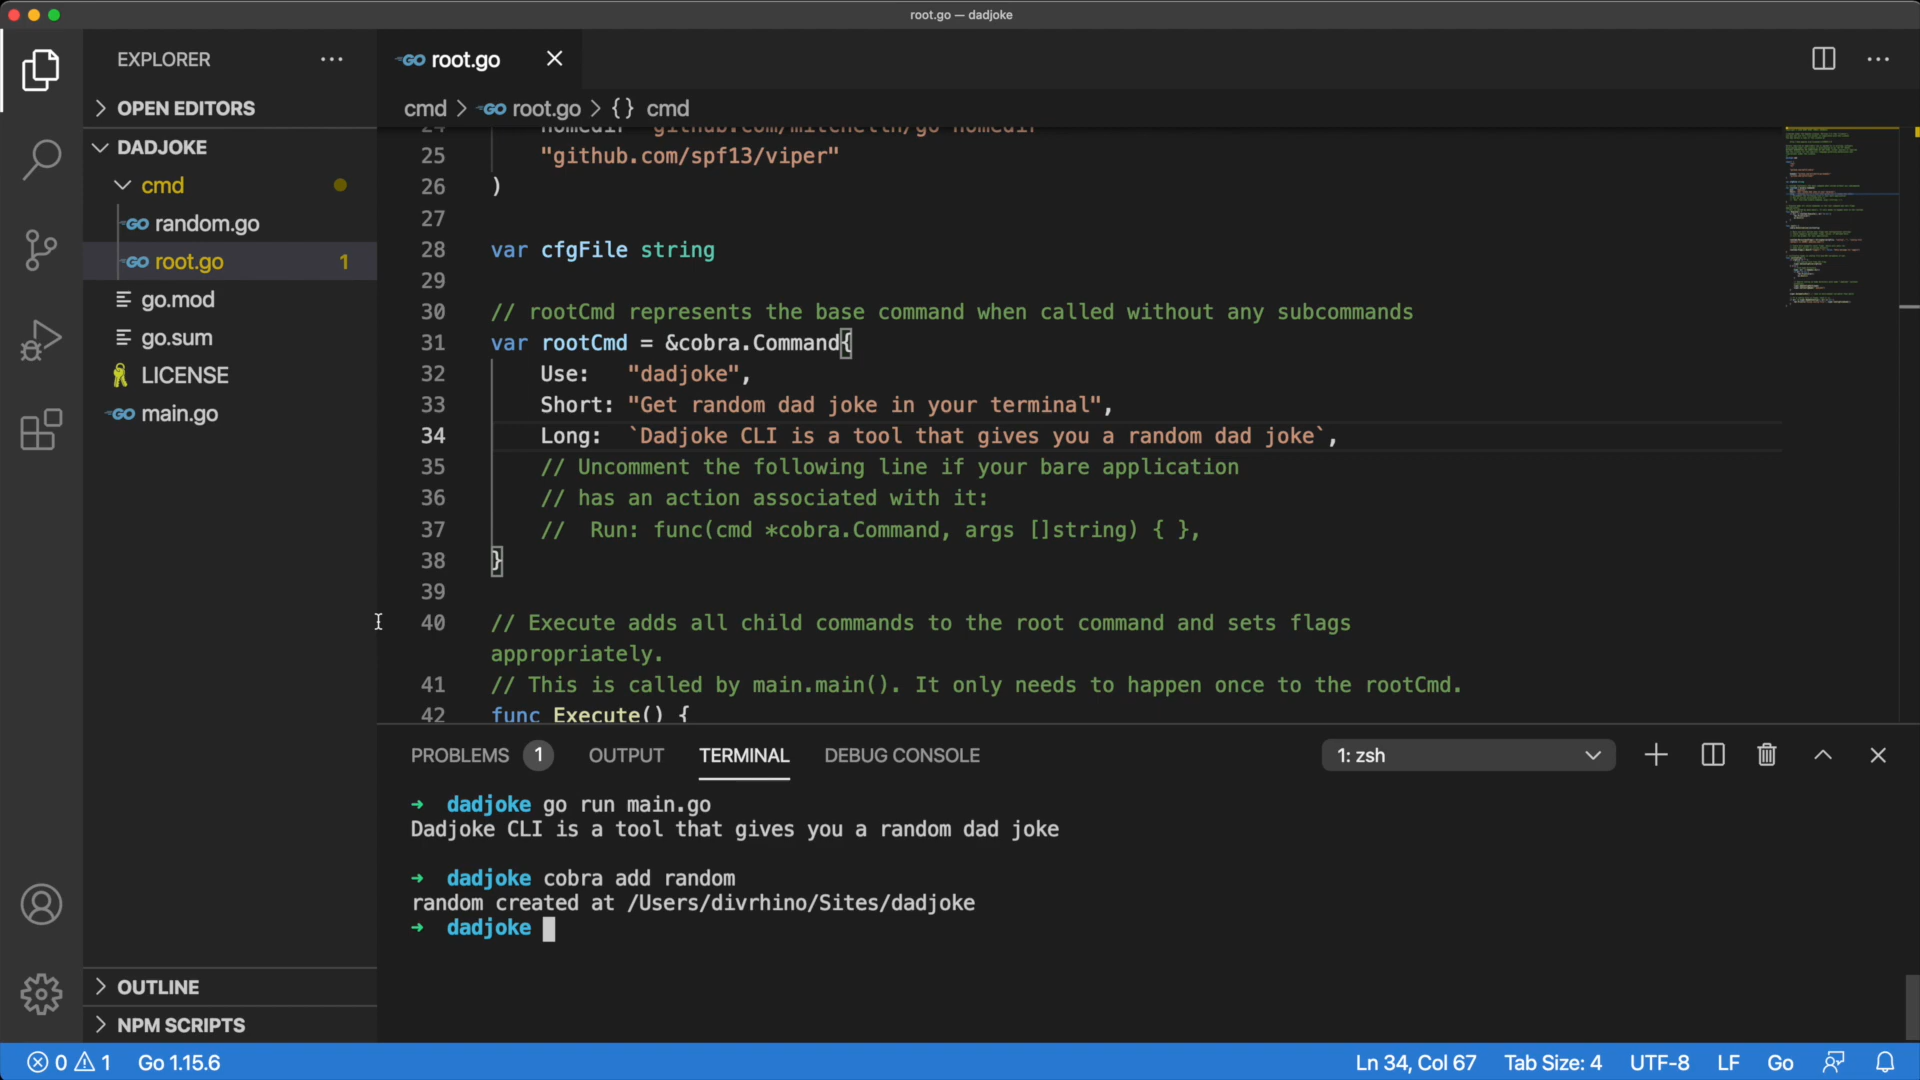 root.go — dadjoke
EXPLORER
OPEN EDITORS
DADJOKE
cmd
random.go
root.go 1
go.mod
go.sum
LICENSE
main.go
OUTLINE
NPM SCRIPTS
root.go
cmd > root.go > {} cmd
24 homedir "github.com/mitchellh/go-homedir"
25 "github.com/spf13/viper"
26 )
27
28 var cfgFile string
29
30 // rootCmd represents the base command when called without any subcommands
31 var rootCmd = &cobra.Command{
32 Use:   "dadjoke",
33 Short: "Get random dad joke in your terminal",
34 Long:  `Dadjoke CLI is a tool that gives you a random dad joke`,
35 // Uncomment the following line if your bare application
36 // has an action associated with it:
37 //  Run: func(cmd *cobra.Command, args []string) { },
38 }
39
40 // Execute adds all child commands to the root command and sets flags
appropriately.
41 // This is called by main.main(). It only needs to happen once to the rootCmd.
42 func Execute() {
PROBLEMS 1 OUTPUT TERMINAL DEBUG CONSOLE 1: zsh
→ dadjoke go run main.go
Dadjoke CLI is a tool that gives you a random dad joke
→ dadjoke cobra add random
random created at /Users/divrhino/Sites/dadjoke
→ dadjoke
0 1 Go 1.15.6 Ln 34, Col 67 Tab Size: 4 UTF-8 LF Go